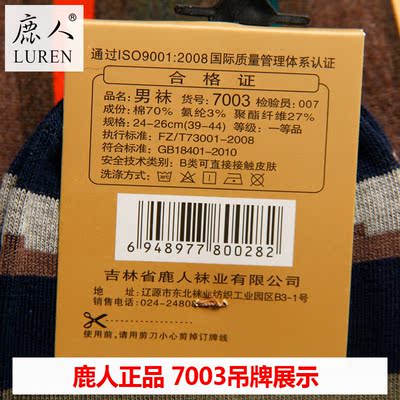 鹿人
LUREN
通过ISO9001:2008国际质量管理体系认证
合格证
品名:男袜 货号:7003 检验员:007
成份:棉70% 氨纶3% 聚酯纤维27%
规格:24-26cm(39-44) 等级:一等品
执行标准:FZ/T73001-2008
符合标准:GB18401-2010
安全技术类别:B类可直接接触皮肤
洗涤方式:
6 948977 800282
吉林省鹿人袜业有限公司
地 址:辽源市东北袜业纺织工业园区B3-1号
销售电话:024-2480
使用前,请用剪刀小心剪掉订牌线
鹿人正品 7003吊牌展示